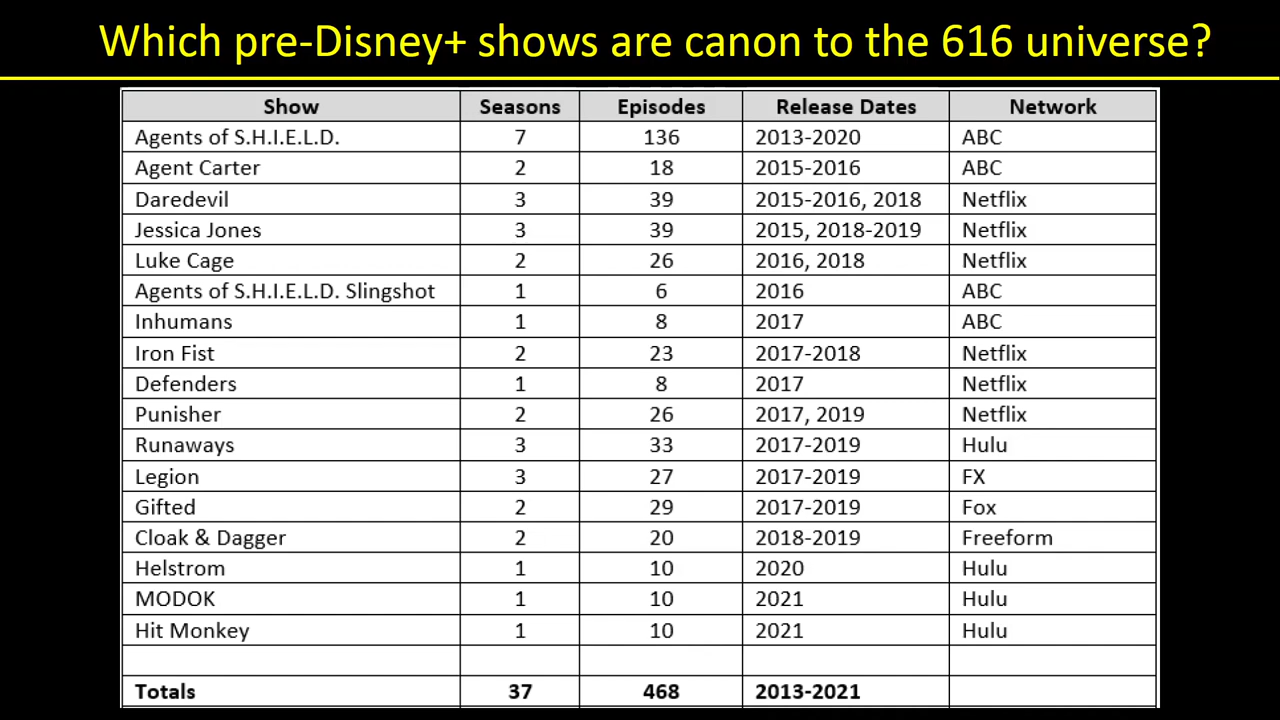 Which pre-Disney+ shows are canon to the 616 universe?
Show Seasons Episodes Release Dates Network
Agents of S.H.I.E.L.D. 7 136 2013-2020 ABC
Agent Carter 2 18 2015-2016 ABC
Daredevil 3 39 2015-2016, 2018 Netflix
Jessica Jones 3 39 2015, 2018-2019 Netflix
Luke Cage 2 26 2016, 2018 Netflix
Agents of S.H.I.E.L.D. Slingshot 1 6 2016 ABC
Inhumans 1 8 2017 ABC
Iron Fist 2 23 2017-2018 Netflix
Defenders 1 8 2017 Netflix
Punisher 2 26 2017, 2019 Netflix
Runaways 3 33 2017-2019 Hulu
Legion 3 27 2017-2019 FX
Gifted 2 29 2017-2019 Fox
Cloak & Dagger 2 20 2018-2019 Freeform
Helstrom 1 10 2020 Hulu
MODOK 1 10 2021 Hulu
Hit Monkey 1 10 2021 Hulu
Totals 37 468 2013-2021